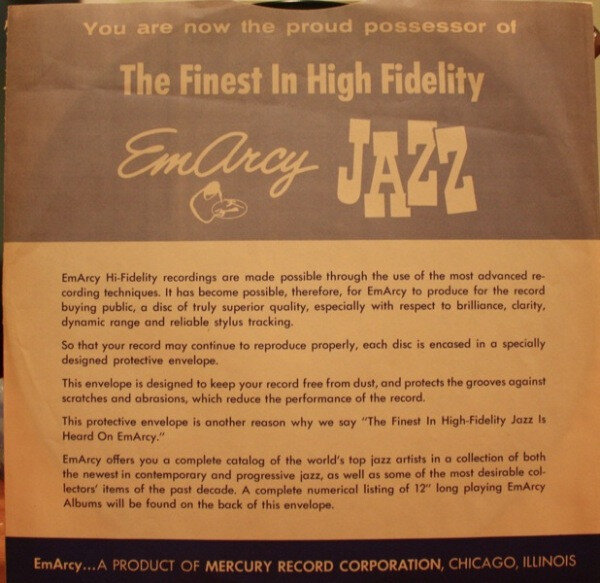 You are now the proud possessor of
The Finest In High Fidelity
EmArcy JAZZ
EmArcy Hi-Fidelity recordings are made possible through the use of the most advanced re-
cording techniques. It has become possible, therefore, for EmArcy to produce for the record
buying public, a disc of truly superior quality, especially with respect to brilliance, clarity,
dynamic range and reliable stylus tracking.
So that your record may continue to reproduce properly, each disc is encased in a specially
designed protective envelope.
This envelope is designed to keep your record free from dust, and protects the grooves against
scratches and abrasions, which reduce the performance of the record.
This protective envelope is another reason why we say "The Finest In High-Fidelity Jazz Is
Heard On EmArcy."
EmArcy offers you a complete catalog of the world's top jazz artists in a collection of both
the newest in contemporary and progressive jazz, as well as some of the most desirable col-
lectors' items of the past decade. A complete numerical listing of 12" long playing EmArcy
Albums will be found on the back of this envelope.
EmArcy...A PRODUCT OF MERCURY RECORD CORPORATION, CHICAGO, ILLINOIS